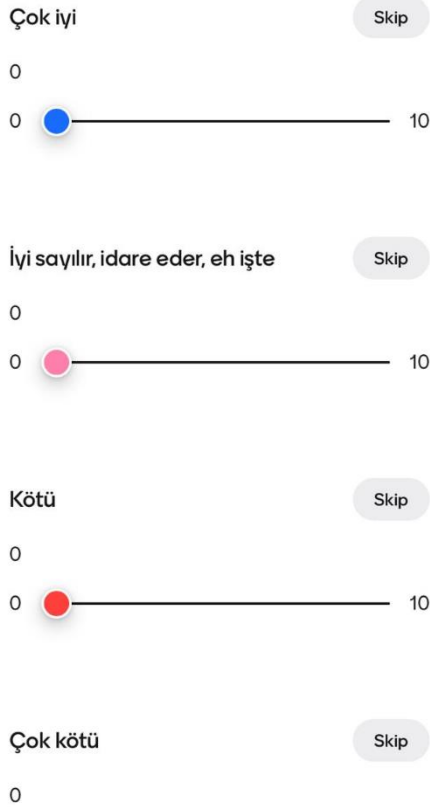 Çok iyi
Skip
0
0 10
İyi sayılır, idare eder, eh işte
Skip
0
0 10
Kötü
Skip
0
0 10
Çok kötü
Skip
0